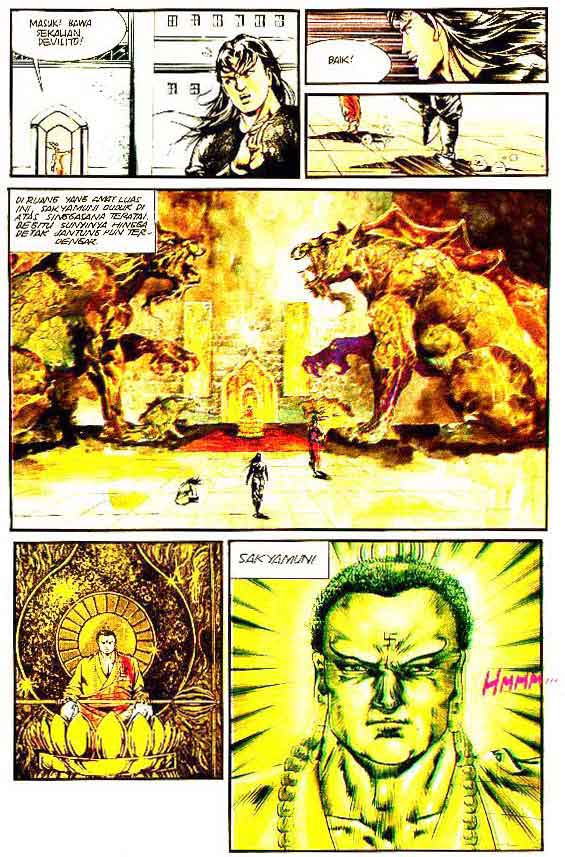 MASUK! BAWA
SEKALIAN
DEVILITO!
BAIK!
DI RUANG YANG AMAT LUAS
INI, SAKYAMUNI DUDUK DI
ATAS SINGGASANA TERATAI.
BEGITU SUNYINYA HINGGA
DETAK JANTUNG PUN TER-
DENGAR.
SAKYAMUNI
HMMM...